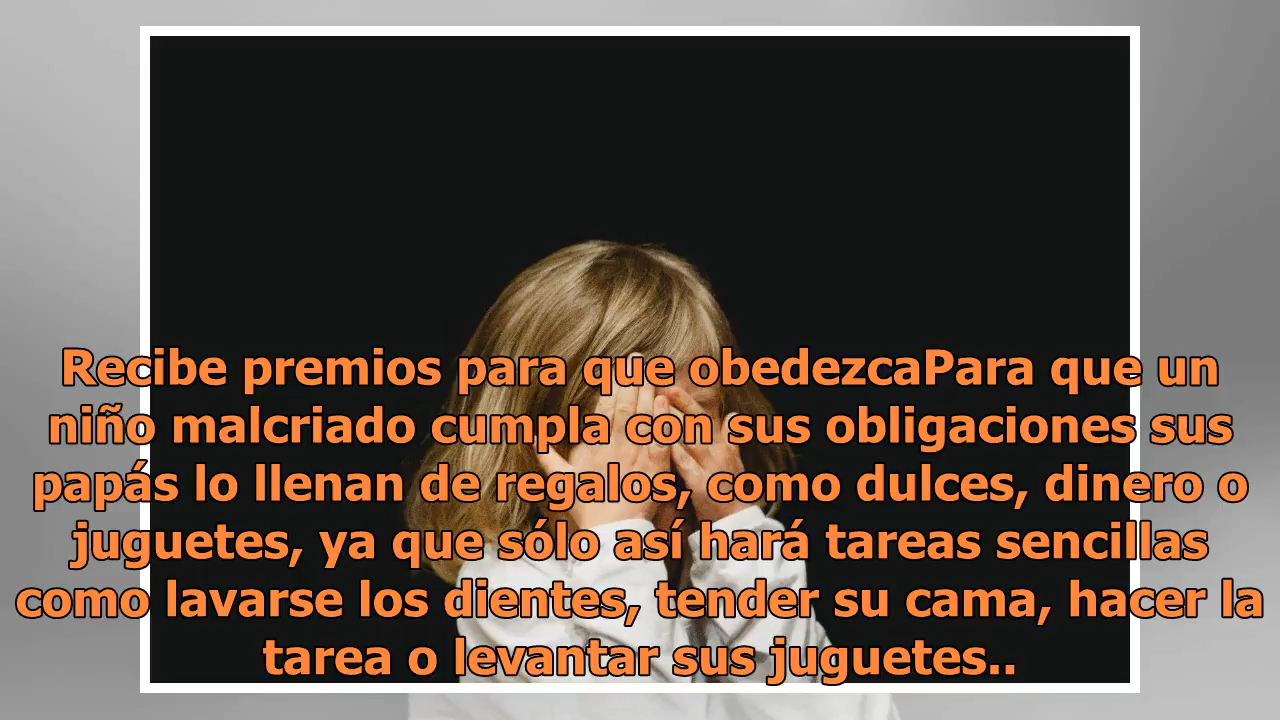 Recibe premios para que obedezcaPara que un
niño malcriado cumpla con sus obligaciones sus
papás lo llenan de regalos, como dulces, dinero o
juguetes, ya que sólo así hará tareas sencillas
como lavarse los dientes, tender su cama, hacer la
tarea o levantar sus juguetes..